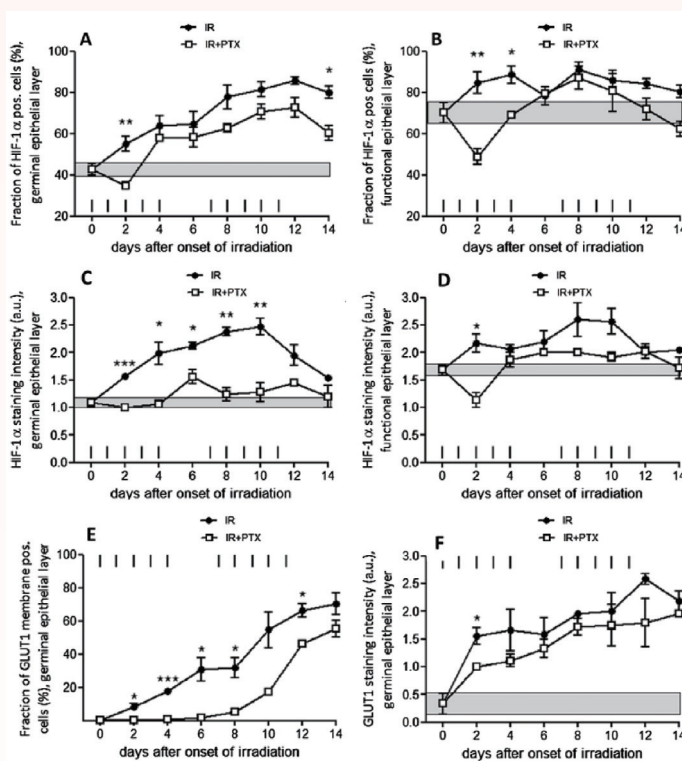 A
IR
IR+PTX
Fraction of HIF-1α pos. cells (%),
germinal epithelial layer
100
80
60
40
20
**
*
0 2 4 6 8 10 12 14
days after onset of irradiation
B
IR
IR+PTX
Fraction of HIF-1α pos. cells (%),
functional epithelial layer
100
80
60
40
20
**
*
0 2 4 6 8 10 12 14
days after onset of irradiation
C
IR
IR+PTX
HIF-1α staining intensity (a.u.),
germinal epithelial layer
3.0
2.5
2.0
1.5
1.0
0.5
0.0
***
*
*
**
**
0 2 4 6 8 10 12 14
days after onset of irradiation
D
IR
IR+PTX
HIF-1α staining intensity (a.u.),
functional epithelial layer
3.0
2.5
2.0
1.5
1.0
0.5
0.0
*
0 2 4 6 8 10 12 14
days after onset of irradiation
E
IR
IR+PTX
Fraction of GLUT1 membrane pos.
cells (%), germinal epithelial layer
100
80
60
40
20
*
***
*
*
*
0 2 4 6 8 10 12 14
days after onset of irradiation
F
IR
IR+PTX
GLUT1 staining intensity (a.u.),
germinal epithelial layer
3.0
2.5
2.0
1.5
1.0
0.5
0.0
*
0 2 4 6 8 10 12 14
days after onset of irradiation